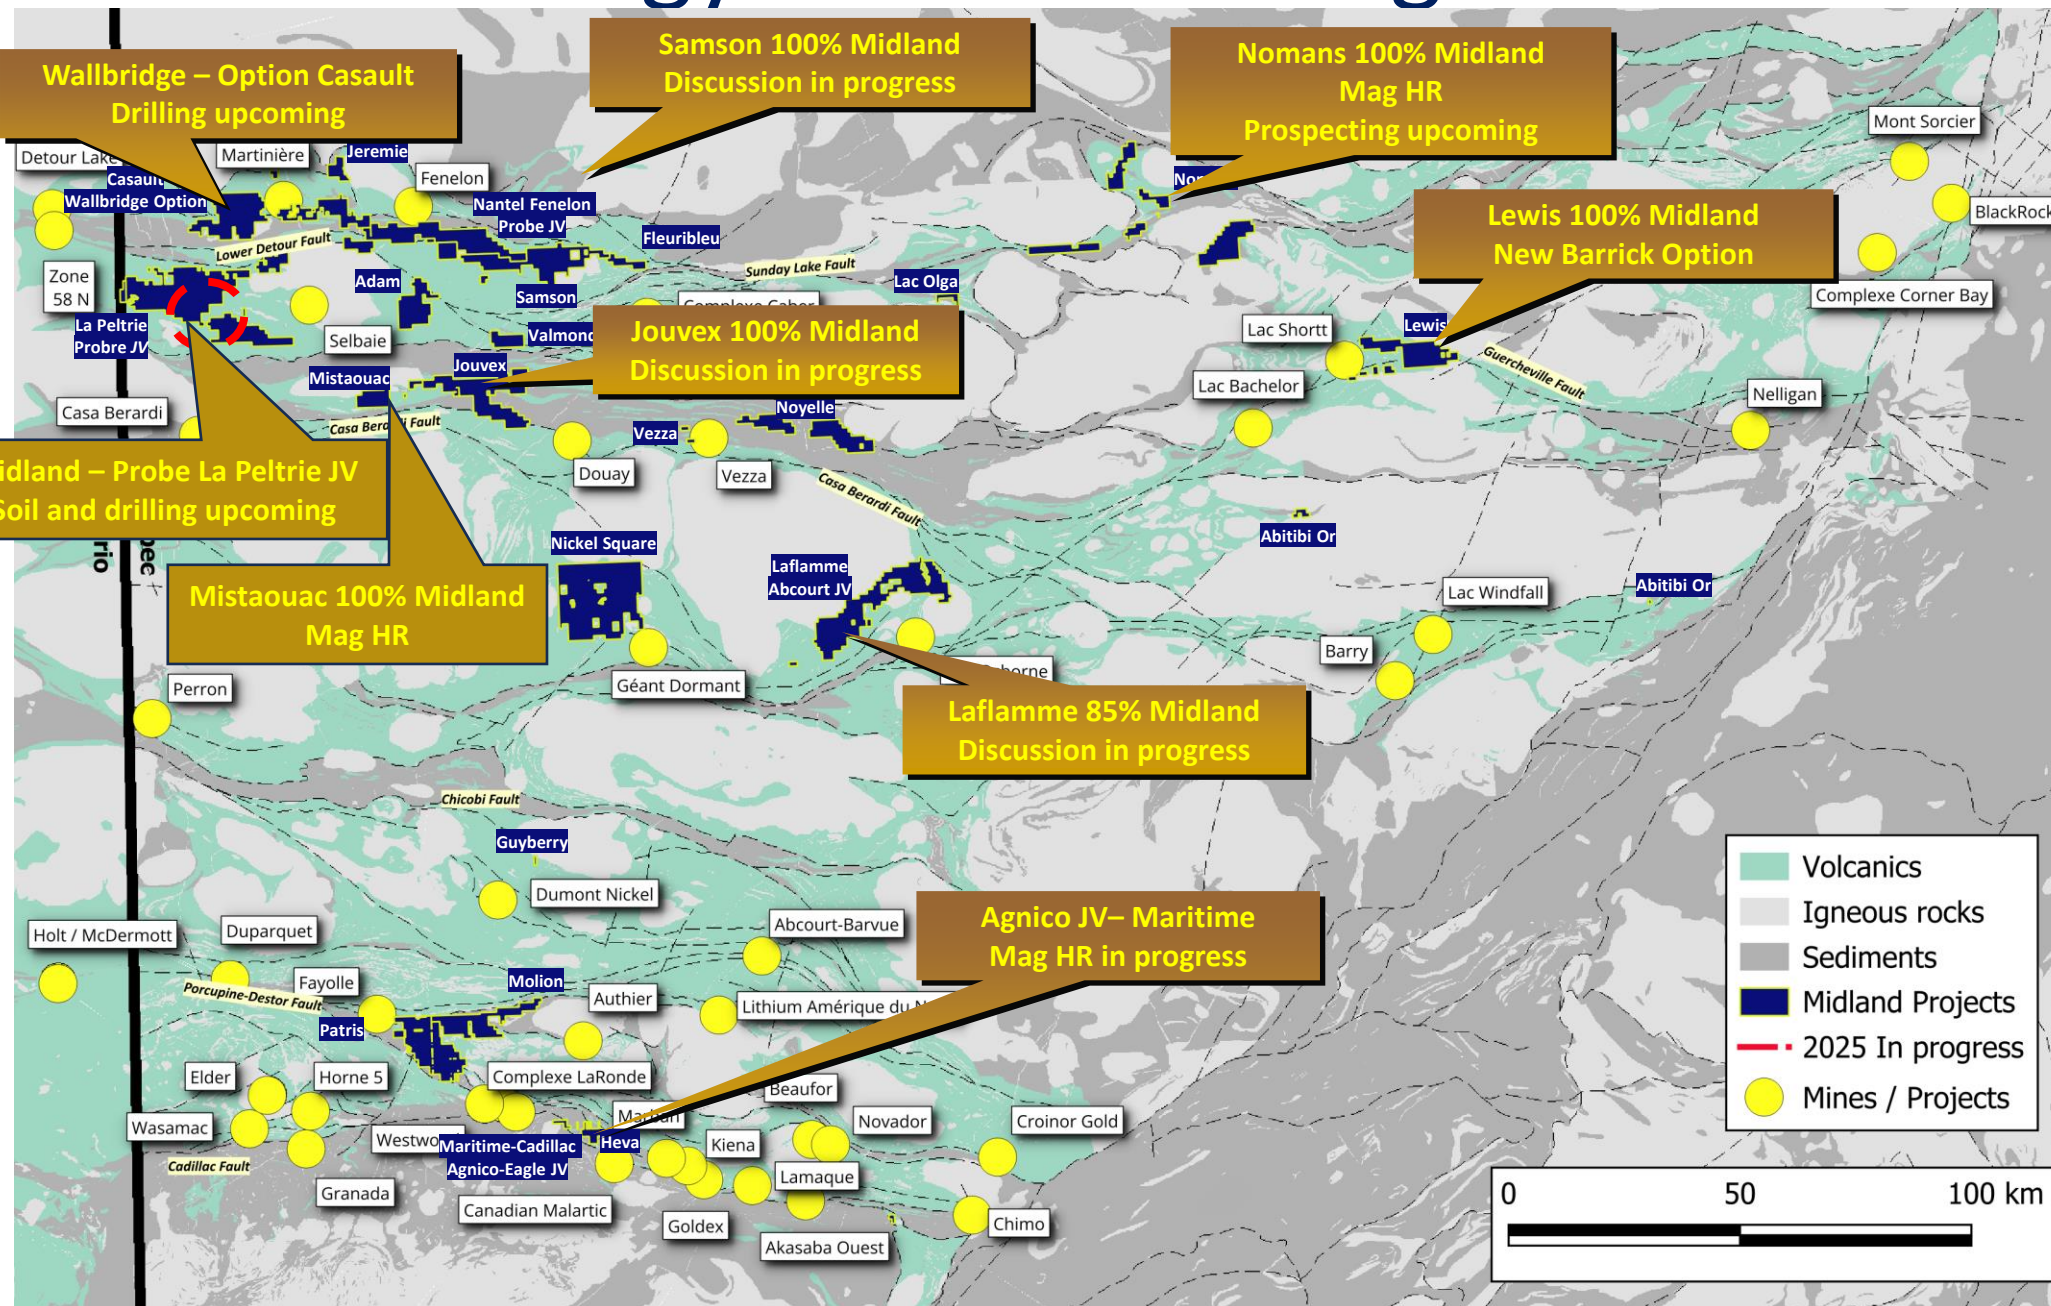 Wallbridge – Option Casault
Drilling upcoming
Samson 100% Midland
Discussion in progress
Nomans 100% Midland
Mag HR
Prospecting upcoming
Lewis 100% Midland
New Barrick Option
Mont Sorcier
BlackRock
Complexe Corner Bay
Detour Lake
Martinière
Jeremie
Fenelon
Casault
Wallbridge Option
Nantel Fenelon
Probe JV
Fleuribleu
Lower Detour Fault
Sunday Lake Fault
Zone
58 N
Adam
Samson
Lac Olga
La Peltrie
Probre JV
Selbaie
Jouvex 100% Midland
Discussion in progress
Lac Shortt
Lewis
Guercheville Fault
Mistaouac
Jouvex
Lac Bachelor
Nelligan
Casa Berardi
Casa Berardi Fault
Noyelle
Vezza
Douay
Vezza
Casa Berardi Fault
– Probe La Peltrie JV
and drilling upcoming
Abitibi Or
Nickel Square
Laflamme
Abcourt JV
Mistaouac 100% Midland
Mag HR
Lac Windfall
Abitibi Or
Barry
Perron
Géant Dormant
Laflamme 85% Midland
Discussion in progress
Chicobi Fault
Guyberry
Dumont Nickel
Volcanics
Igneous rocks
Sediments
Midland Projects
2025 In progress
Mines / Projects
Holt / McDermott
Duparquet
Abcourt-Barvue
Agnico JV– Maritime
Mag HR in progress
Fayolle
Porcupine-Destor Fault
Molion
Authier
Lithium Amérique du
Patris
Elder
Horne 5
Complexe LaRonde
Beaufor
Wasamac
Novador
Croinor Gold
Maritime-Cadillac
Agnico-Eagle JV
Heva
Kiena
Cadillac Fault
Lamaque
Granada
Canadian Malartic
Goldex
Akasaba Ouest
Chimo
0 50 100 km